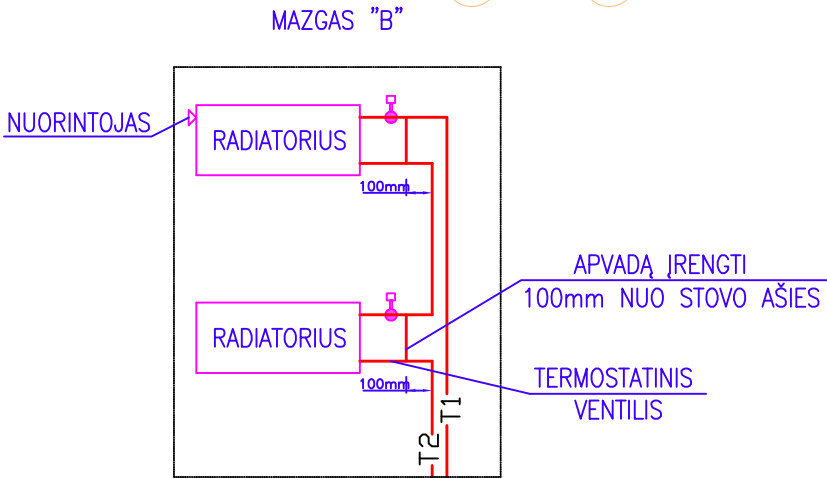 MAZGAS "B"
NUORINTOJAS
RADIATORIUS
100mm
APVADĄ ĮRENGTI
100mm NUO STOVO AŠIES
RADIATORIUS
100mm
TERMOSTATINIS
VENTILIS
T1
T2